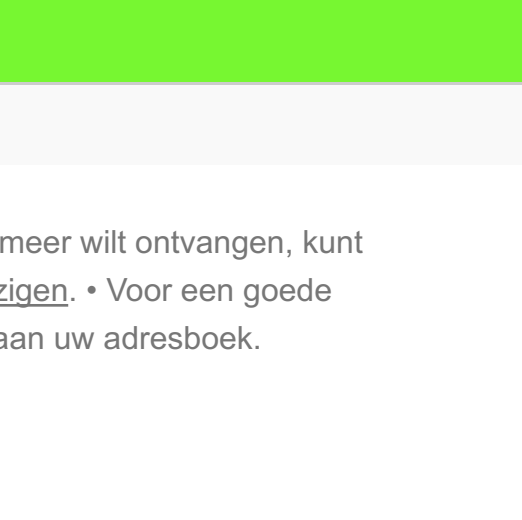 meer wilt ontvangen, kunt
zigen. • Voor een goede
aan uw adresboek.